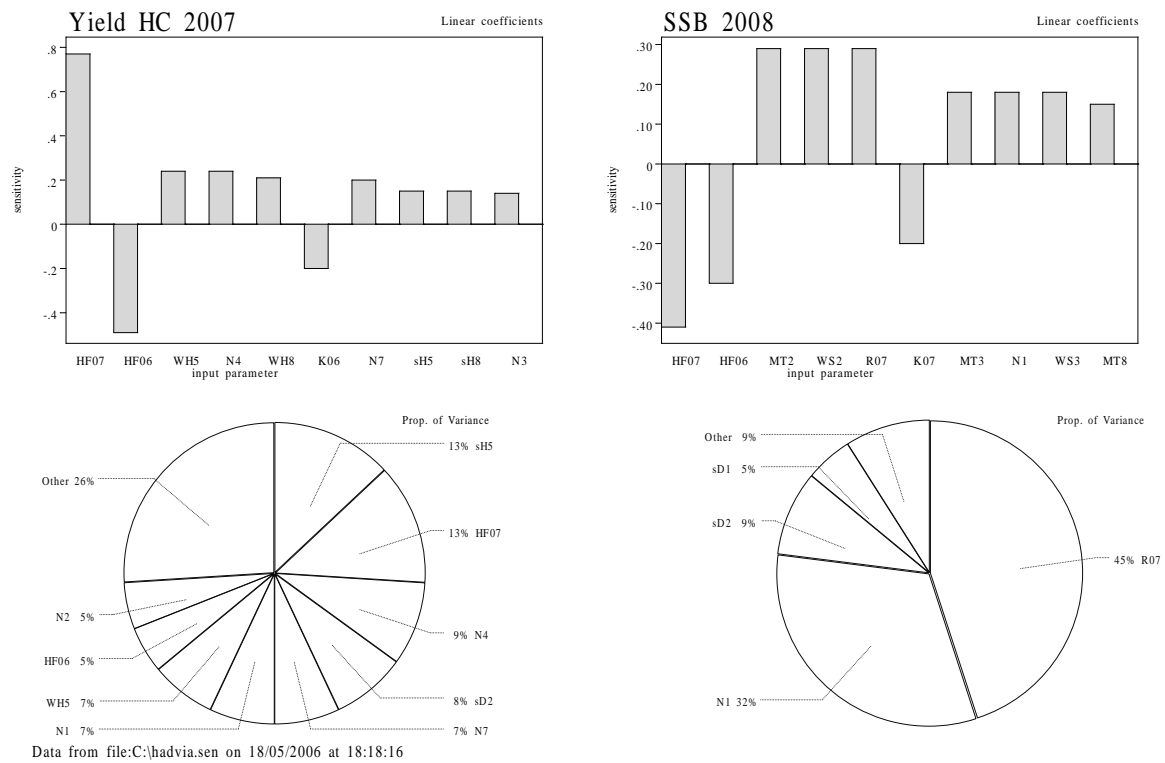 Yield HC 2007
Linear coefficients
.8
.6
.4
.2
0
-.2
-.4
sensitivity
HF07 HF06 WH5 N4 WH8 K06 N7 sH5 sH8 N3
input parameter
SSB 2008
Linear coefficients
.30
.20
.10
0
-.10
-.20
-.30
-.40
sensitivity
HF07 HF06 MT2 WS2 R07 K07 MT3 N1 WS3 MT8
input parameter
Prop. of Variance
13% sH5
13% HF07
9% N4
8% sD2
7% N7
N1 7%
WH5 7%
HF06 5%
N2 5%
Other 26%
Prop. of Variance
45% R07
N1 32%
sD2 9%
sD1 5%
Other 9%
Data from file:C:\hadvia.sen on 18/05/2006 at 18:18:16